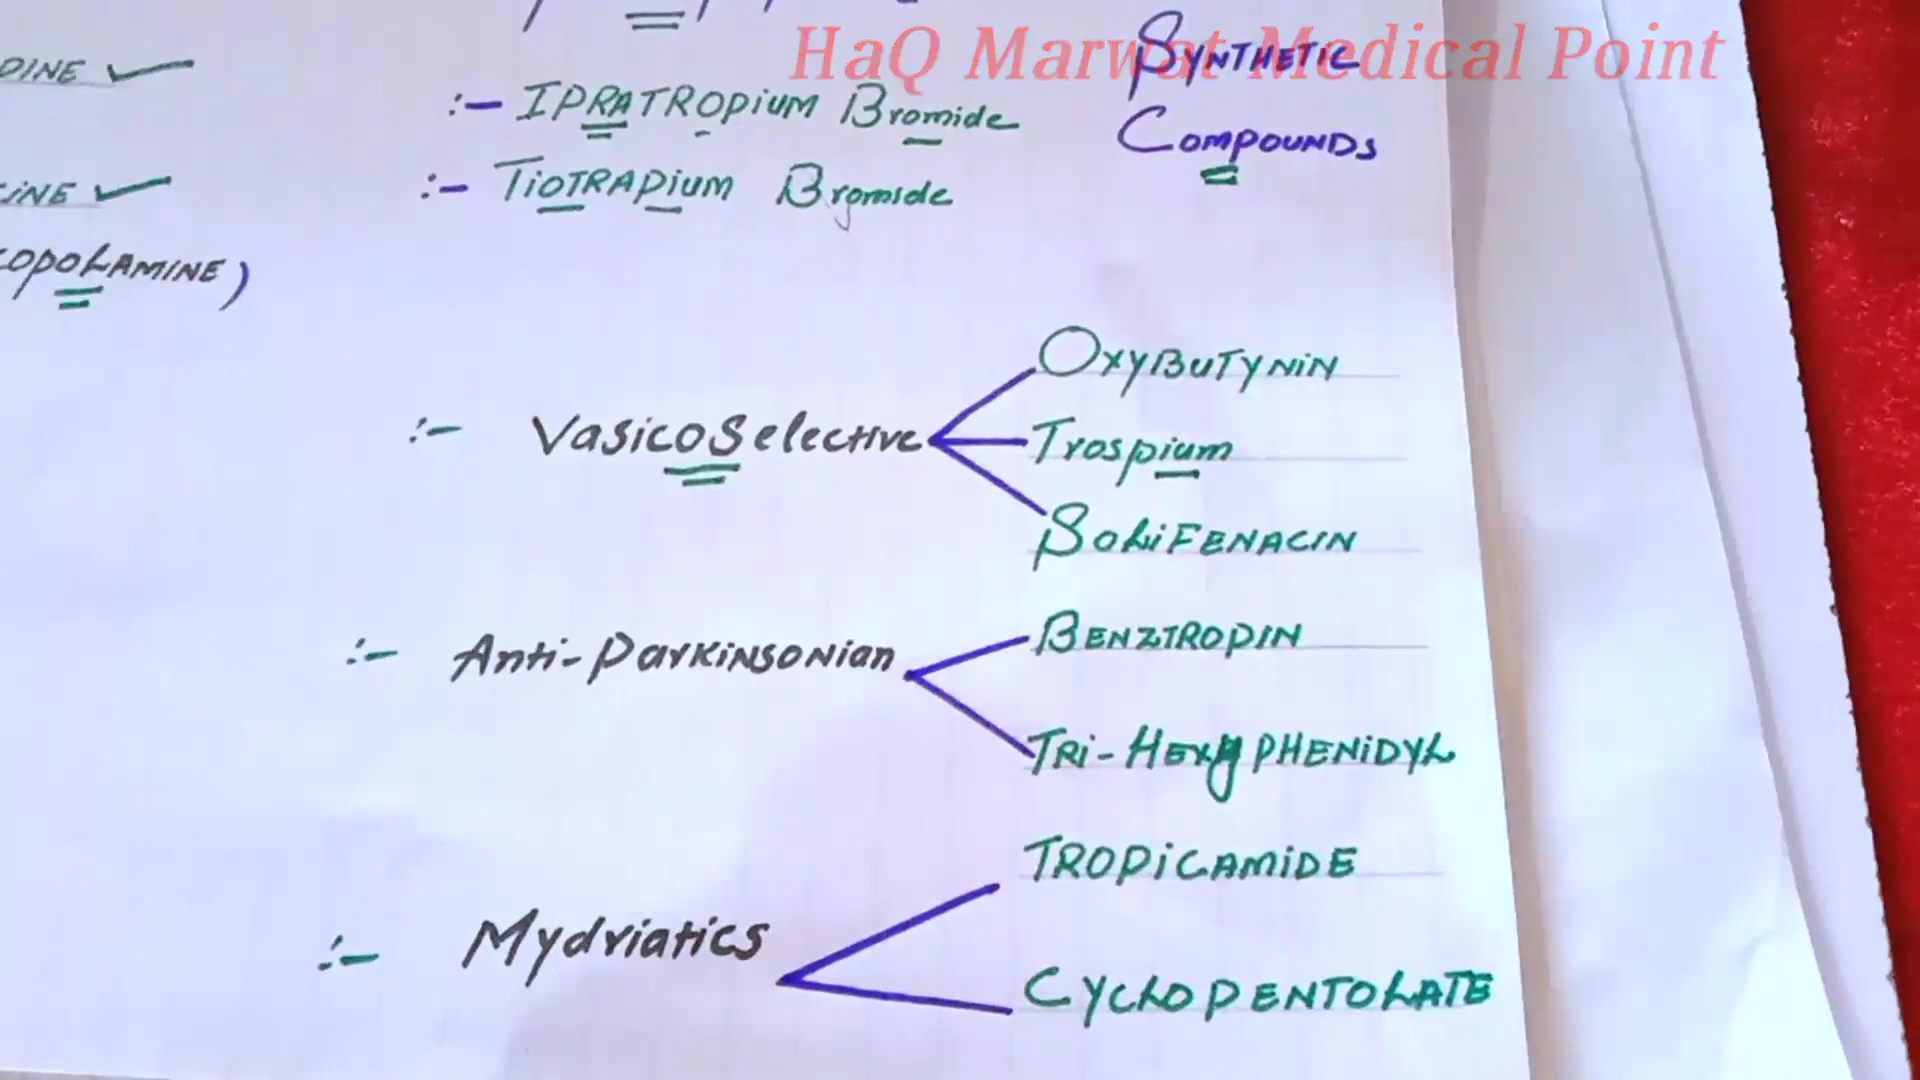 HaQ Marwat Medical Point
SYNTHETIC
COMPOUNDS
DINE
:- IPRATROPIUM Bromide
:- TIOTRAPIUM Bromide
INE
COPOLAMINE)
:- VasicoSelective
OXYBUTYNIN
Trospium
SOLIFENACIN
:- Anti-parkinsonian
BENZTROPIN
TRI-HEXYPHENIDYL
:- Mydriatics
TROPICAMIDE
CYCLOPENTOLATE